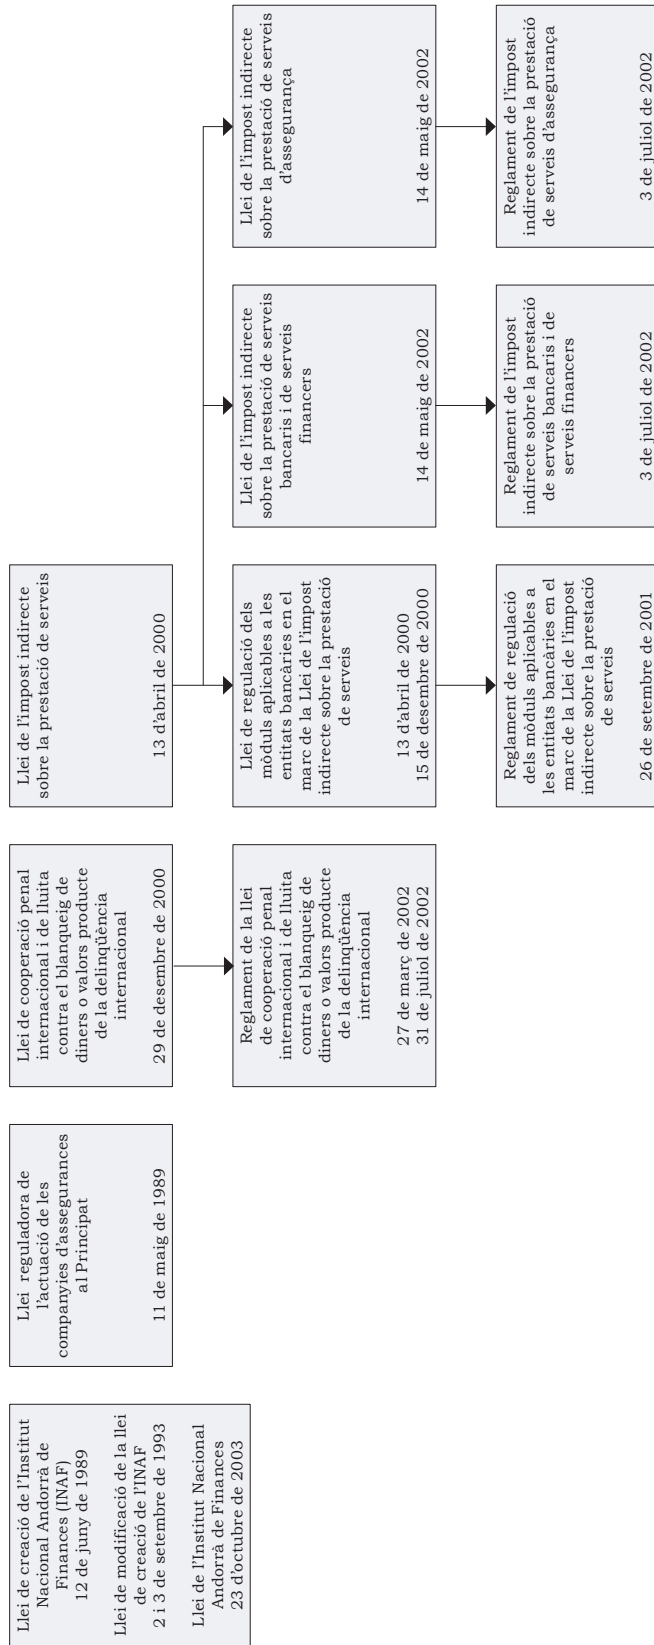 Llei de creació de l'Institut
Nacional Andorrà de
Finances (INAF)
12 de juny de 1989
Llei de modificació de la llei
de creació de l'INAF
2 i 3 de setembre de 1993
Llei de l'Institut Nacional
Andorrà de Finances
23 d'octubre de 2003
Llei reguladora de
l'actuació de les
companyies d'assegurances
al Principat
11 de maig de 1989
Llei de cooperació penal
internacional i de lluita
contra el blanqueig de
diners o valors producte
de la delinqüència
internacional
29 de desembre de 2000
Llei de l'impost indirecte
sobre la prestació de serveis
13 d'abril de 2000
Reglament de la llei
de cooperació penal
internacional i de lluita
contra el blanqueig de
diners o valors producte
de la delinqüència
internacional
27 de març de 2002
31 de juliol de 2002
Llei de regulació dels
mòduls aplicables a les
entitats bancàries en el
marc de la Llei de l'impost
indirecte sobre la prestació
de serveis
13 d'abril de 2000
15 de desembre de 2000
Llei de l'impost indirecte
sobre la prestació de serveis
bancaris i de serveis
financers
14 de maig de 2002
Llei de l'impost indirecte
sobre la prestació de serveis
d'assegurança
14 de maig de 2002
Reglament de regulació
dels mòduls aplicables a
les entitats bancàries en el
marc de la Llei de l'impost
indirecte sobre la prestació
de serveis
26 de setembre de 2001
Reglament de l'impost
indirecte sobre la prestació
de serveis bancaris i de
serveis financers
3 de juliol de 2002
Reglament de l'impost
indirecte sobre la prestació
de serveis d'assegurança
3 de juliol de 2002